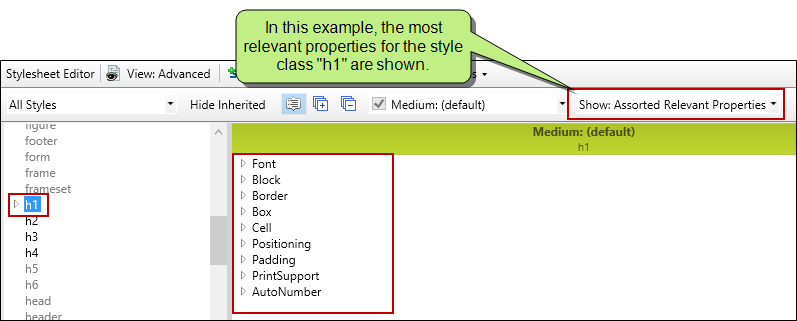 In this example, the most
relevant properties for the style
class "h1" are shown.
Stylesheet Editor View: Advanced
All Styles Hide Inherited Medium: (default) Show: Assorted Relevant Properties
figure
footer
form
frame
frameset
h1
h2
h3
h4
h5
h6
head
header
Medium: (default)
h1
Font
Block
Border
Box
Cell
Positioning
Padding
PrintSupport
AutoNumber